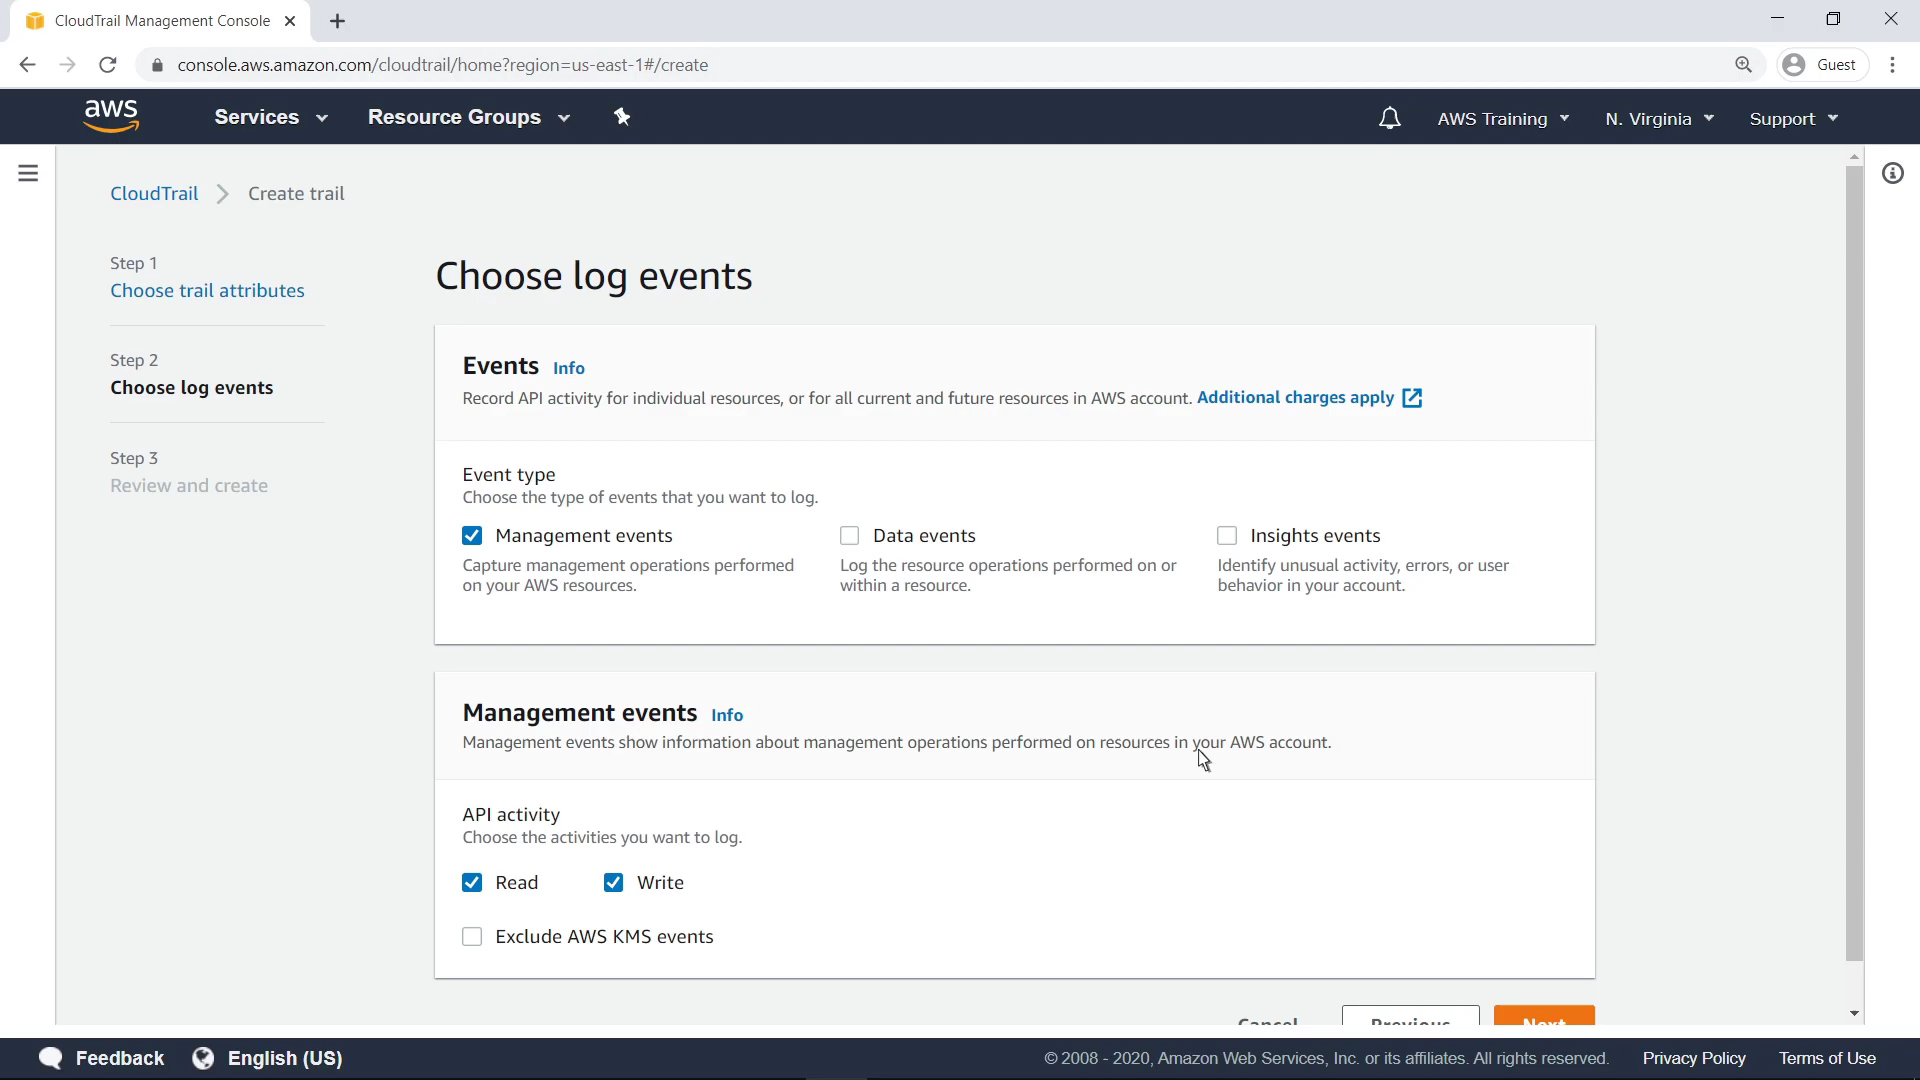 CloudTrail Management Console
console.aws.amazon.com/cloudtrail/home?region=us-east-1#/create
Guest
aws
Services
Resource Groups
AWS Training
N. Virginia
Support
CloudTrail
Create trail
Step 1
Choose trail attributes
Step 2
Choose log events
Step 3
Review and create
Choose log events
Events Info
Record API activity for individual resources, or for all current and future resources in AWS account. Additional charges apply
Event type
Choose the type of events that you want to log.
Management events
Capture management operations performed
on your AWS resources.
Data events
Log the resource operations performed on or
within a resource.
Insights events
Identify unusual activity, errors, or user
behavior in your account.
Management events Info
Management events show information about management operations performed on resources in your AWS account.
API activity
Choose the activities you want to log.
Read
Write
Exclude AWS KMS events
Cancel
Previous
Next
Feedback
English (US)
© 2008 - 2020, Amazon Web Services, Inc. or its affiliates. All rights reserved.
Privacy Policy
Terms of Use